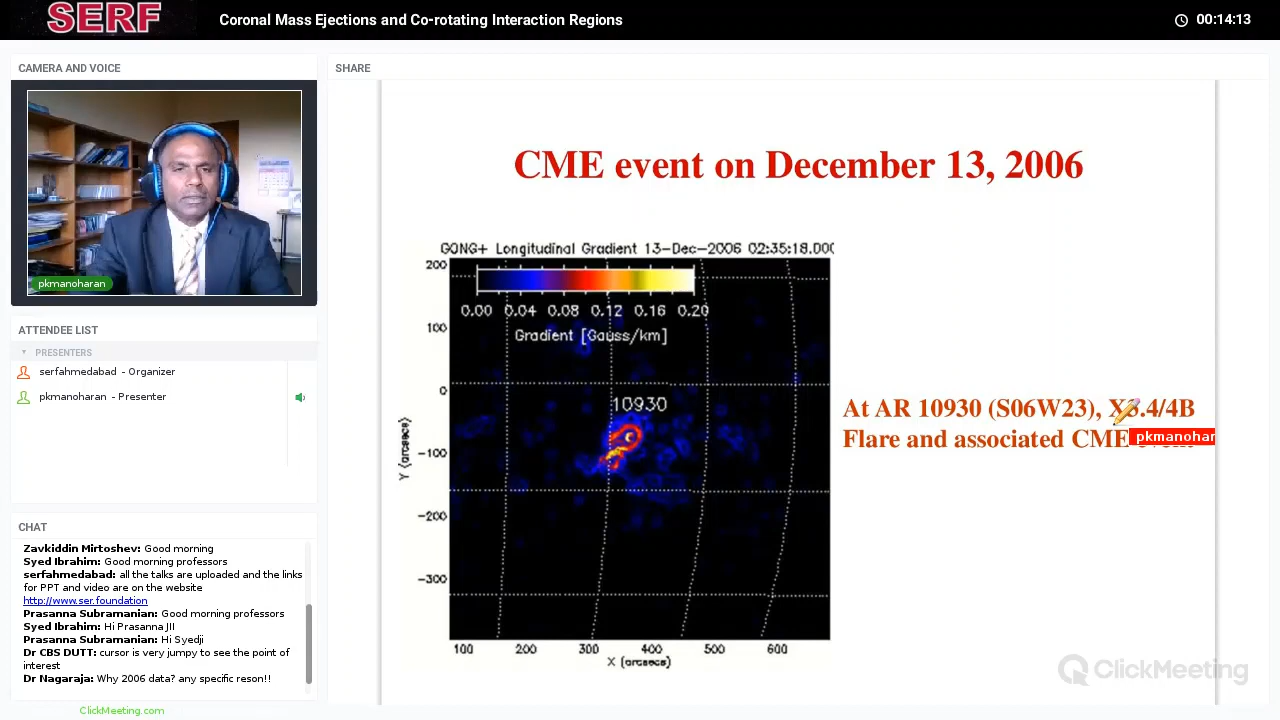 SERF
Coronal Mass Ejections and Co-rotating Interaction Regions
00:14:13
CAMERA AND VOICE
pkmanoharan
ATTENDEE LIST
PRESENTERS
serfahmedabad - Organizer
pkmanoharan - Presenter
CHAT
Zavkiddin Mirtoshev: Good morning
Syed Ibrahim: Good morning professors
serfahmedabad: all the talks are uploaded and the links
for PPT and video are on the website
http://www.ser.foundation
Prasanna Subramanian: Good morning professors
Syed Ibrahim: Hi Prasanna JII
Prasanna Subramanian: Hi Syedji
Dr CBS DUTT: cursor is very jumpy to see the point of
interest
Dr Nagaraja: Why 2006 data? any specific reson!!
ClickMeeting.com
SHARE
CME event on December 13, 2006
GONG+ Longitudinal Gradient 13-Dec-2006 02:35:18.000
200
100
0
-100
-200
-300
Y (arcsecs)
0.00 0.04 0.08 0.12 0.16 0.20
Gradient [Gauss/km]
10930
100 200 300 400 500 600
X (arcsecs)
At AR 10930 (S06W23), X3.4/4B
Flare and associated CME event
pkmanohar
ClickMeeting